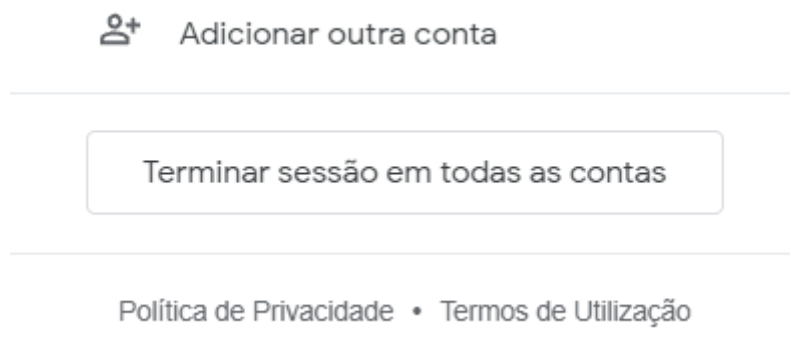 Adicionar outra conta
Terminar sessão em todas as contas
Política de Privacidade • Termos de Utilização